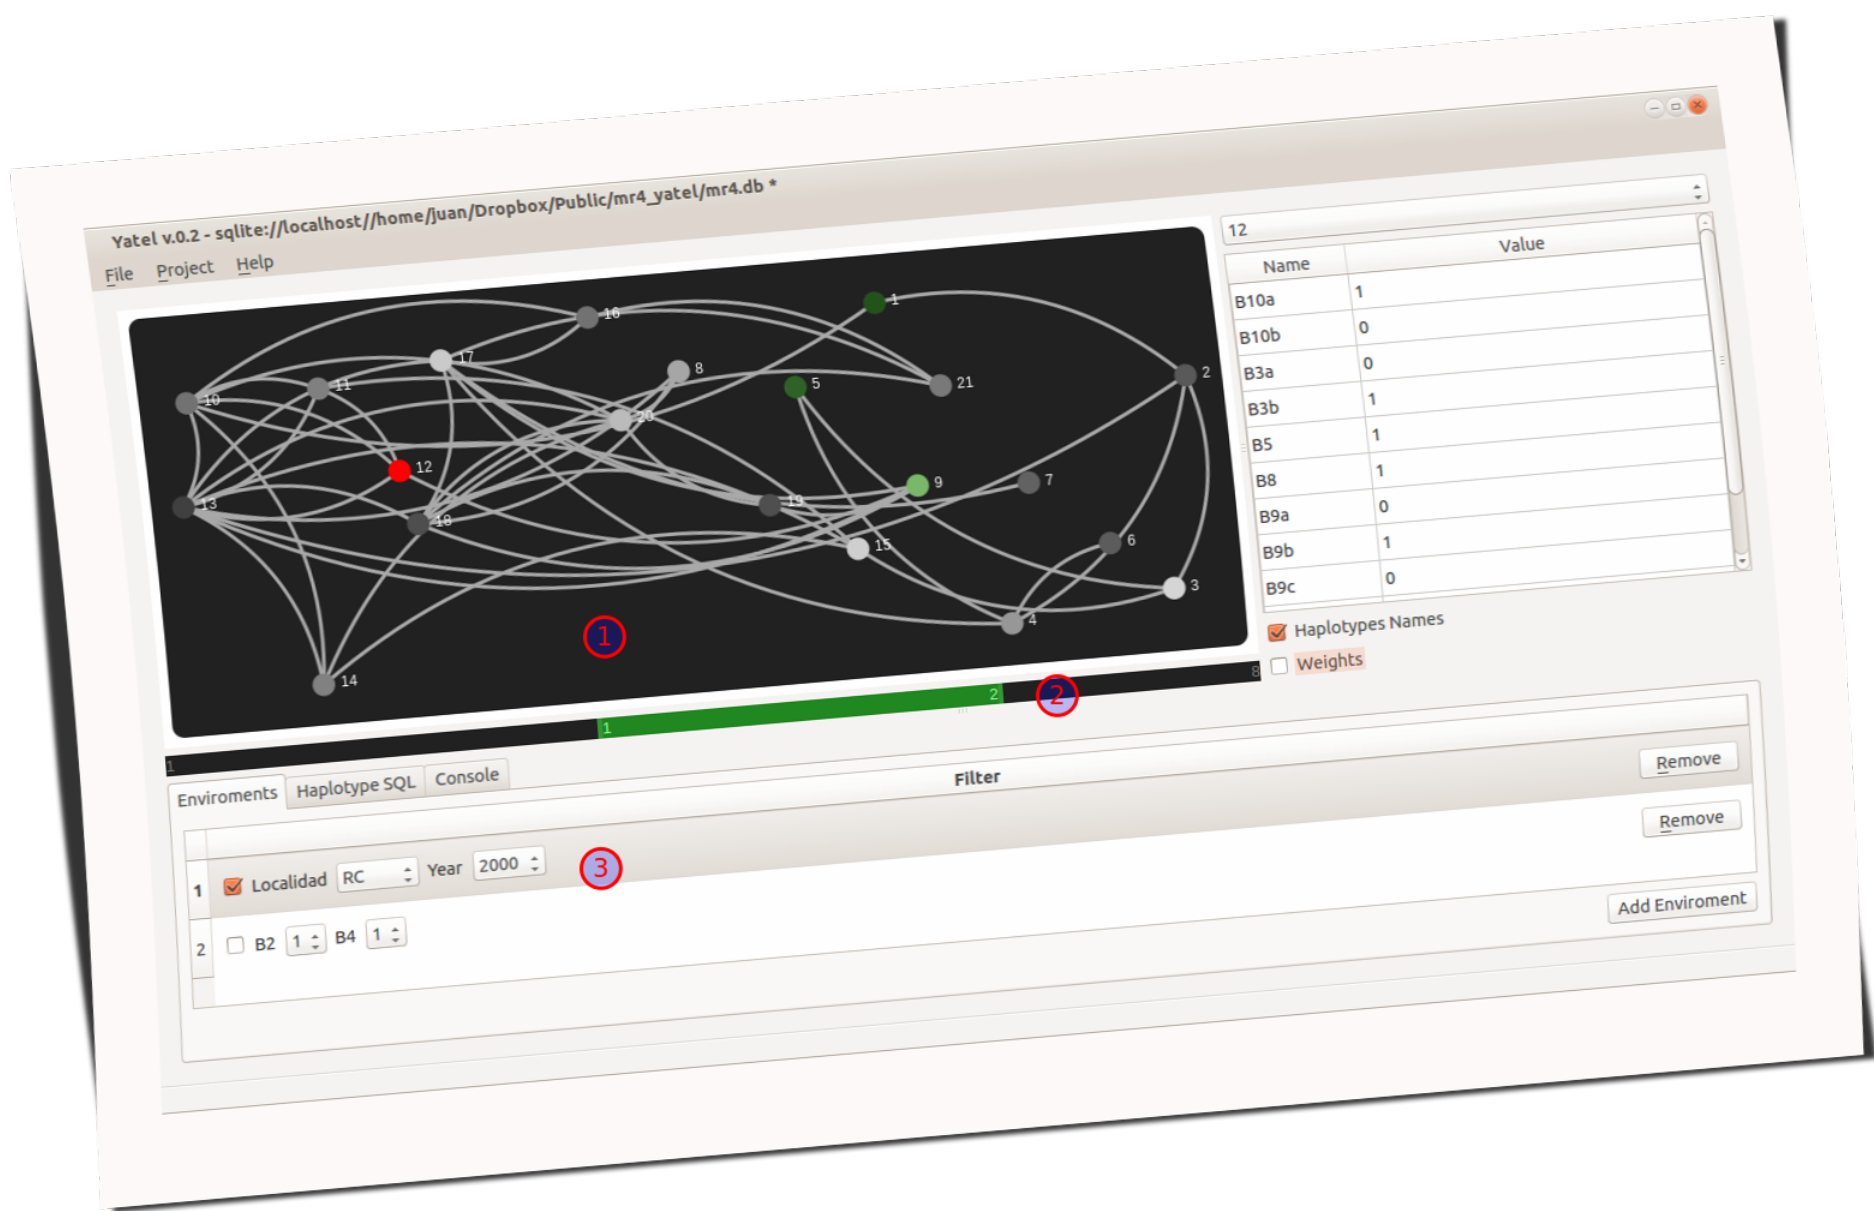 Yatel v.0.2 - sqlite://localhost//home/juan/Dropbox/Public/mr4_yatel/mr4.db *
File Project Help
12
Name Value
B10a 1
B10b 0
B3a 0
B3b 1
B5 1
B8 1
B9a 0
B9b 1
B9c 0
Haplotypes Names
Weights
16
1
17
8
5
21
2
11
10
20
12
9
7
13
18
19
15
6
3
4
14
1
1 2 8
1
2
Enviroments Haplotype SQL Console
Filter
1 Localidad RC Year 2000 Remove
3
2 B2 1 B4 1 Remove
Add Enviroment